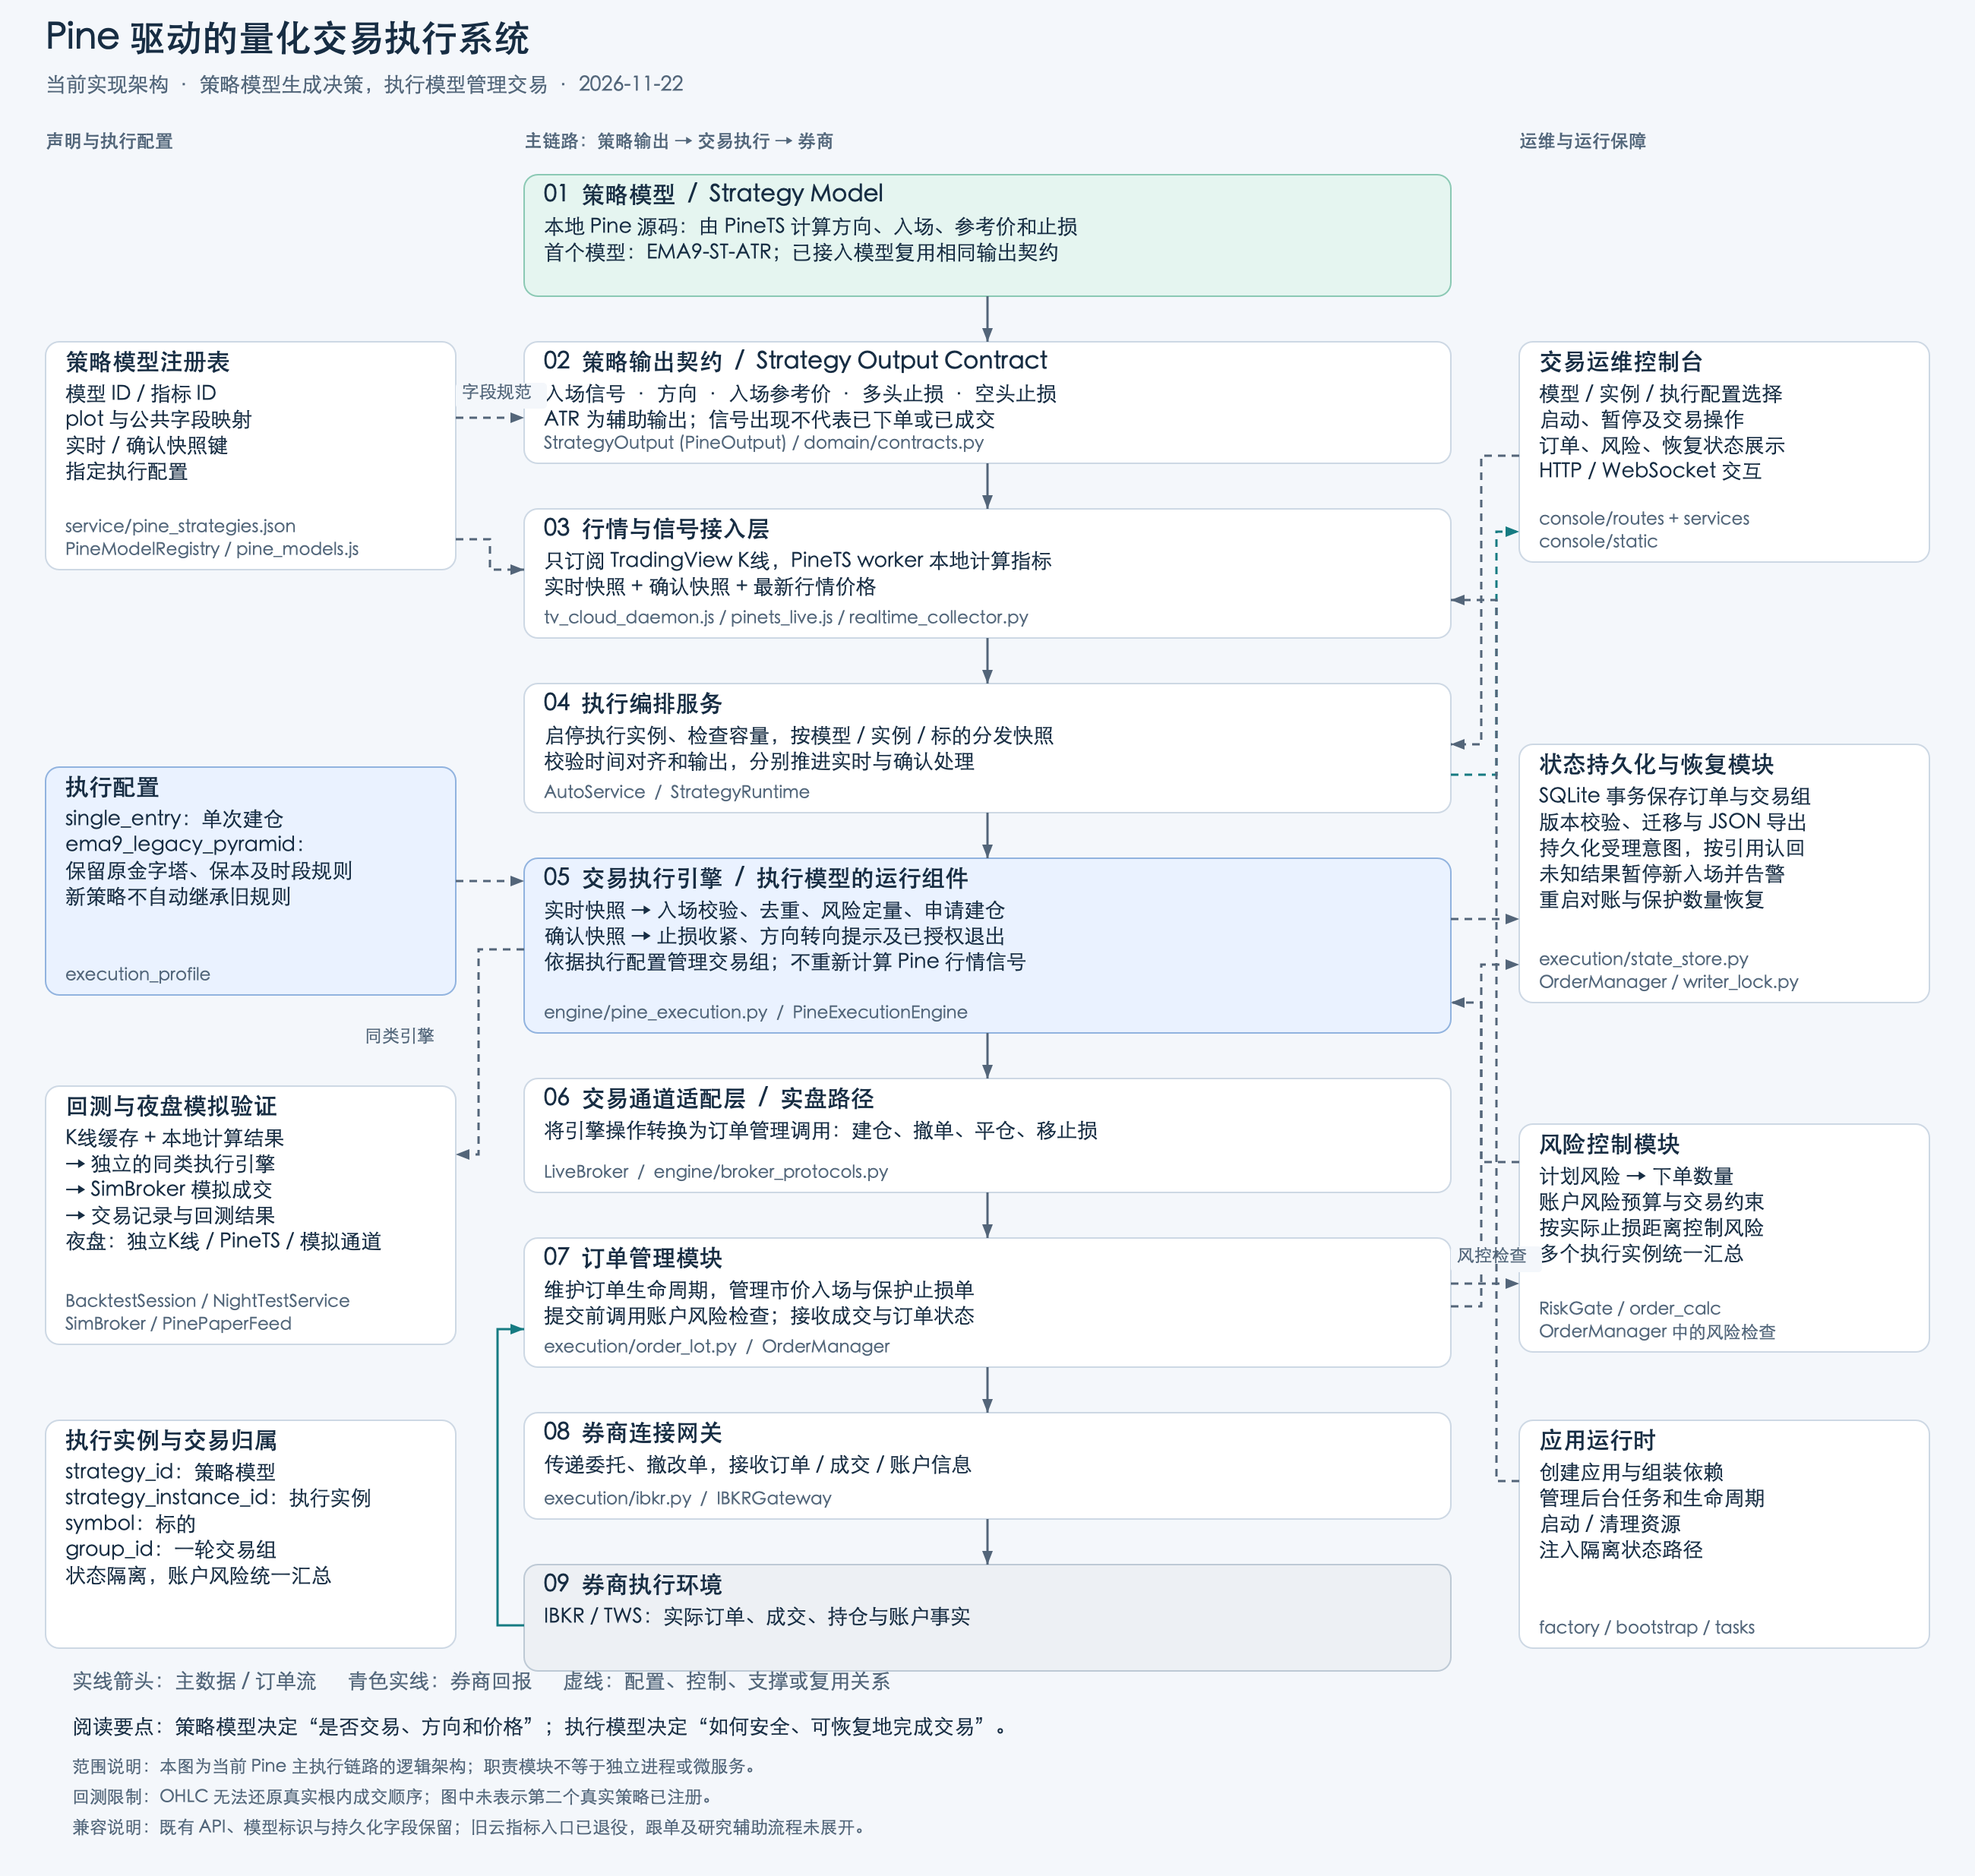 Pine 驱动的量化交易执行系统
当前实现架构 · 策略模型生成决策，执行模型管理交易 · 2026-11-22
声明与执行配置
主链路：策略输出 → 交易执行 → 券商
运维与运行保障
01 策略模型 / Strategy Model
本地 Pine 源码：由 PineTS 计算方向、入场、参考价和止损
首个模型：EMA9-ST-ATR；已接入模型复用相同输出契约
策略模型注册表
模型 ID / 指标 ID
plot 与公共字段映射
实时 / 确认快照键
指定执行配置
service/pine_strategies.json
PineModelRegistry / pine_models.js
字段规范
02 策略输出契约 / Strategy Output Contract
入场信号 · 方向 · 入场参考价 · 多头止损 · 空头止损
ATR 为辅助输出；信号出现不代表已下单或已成交
StrategyOutput (PineOutput) / domain/contracts.py
交易运维控制台
模型 / 实例 / 执行配置选择
启动、暂停及交易操作
订单、风险、恢复状态展示
HTTP / WebSocket 交互
console/routes + services
console/static
03 行情与信号接入层
只订阅 TradingView K线，PineTS worker 本地计算指标
实时快照 + 确认快照 + 最新行情价格
tv_cloud_daemon.js / pinets_live.js / realtime_collector.py
04 执行编排服务
启停执行实例、检查容量，按模型 / 实例 / 标的分发快照
校验时间对齐和输出，分别推进实时与确认处理
AutoService / StrategyRuntime
执行配置
single_entry：单次建仓
ema9_legacy_pyramid：
保留原金字塔、保本及时段规则
新策略不自动继承旧规则
execution_profile
状态持久化与恢复模块
SQLite 事务保存订单与交易组
版本校验、迁移与 JSON 导出
持久化受理意图，按引用认回
未知结果暂停新入场并告警
重启对账与保护数量恢复
execution/state_store.py
OrderManager / writer_lock.py
05 交易执行引擎 / 执行模型的运行组件
实时快照 → 入场校验、去重、风险定量、申请建仓
确认快照 → 止损收紧、方向转向提示及已授权退出
依据执行配置管理交易组；不重新计算 Pine 行情信号
engine/pine_execution.py / PineExecutionEngine
同类引擎
06 交易通道适配层 / 实盘路径
将引擎操作转换为订单管理调用：建仓、撤单、平仓、移止损
LiveBroker / engine/broker_protocols.py
回测与夜盘模拟验证
K线缓存 + 本地计算结果
→ 独立的同类执行引擎
→ SimBroker 模拟成交
→ 交易记录与回测结果
夜盘：独立K线 / PineTS / 模拟通道
BacktestSession / NightTestService
SimBroker / PinePaperFeed
风险控制模块
计划风险 → 下单数量
账户风险预算与交易约束
按实际止损距离控制风险
多个执行实例统一汇总
RiskGate / order_calc
OrderManager 中的风险检查
风控检查
07 订单管理模块
维护订单生命周期，管理市价入场与保护止损单
提交前调用账户风险检查；接收成交与订单状态
execution/order_lot.py / OrderManager
08 券商连接网关
传递委托、撤改单，接收订单 / 成交 / 账户信息
execution/ibkr.py / IBKRGateway
执行实例与交易归属
strategy_id：策略模型
strategy_instance_id：执行实例
symbol：标的
group_id：一轮交易组
状态隔离，账户风险统一汇总
应用运行时
创建应用与组装依赖
管理后台任务和生命周期
启动 / 清理资源
注入隔离状态路径
factory / bootstrap / tasks
09 券商执行环境
IBKR / TWS：实际订单、成交、持仓与账户事实
实线箭头：主数据 / 订单流 青色实线：券商回报 虚线：配置、控制、支撑或复用关系
阅读要点：策略模型决定“是否交易、方向和价格”；执行模型决定“如何安全、可恢复地完成交易”。
范围说明：本图为当前 Pine 主执行链路的逻辑架构；职责模块不等于独立进程或微服务。
回测限制：OHLC 无法还原真实根内成交顺序；图中未表示第二个真实策略已注册。
兼容说明：既有 API、模型标识与持久化字段保留；旧云指标入口已退役，跟单及研究辅助流程未展开。